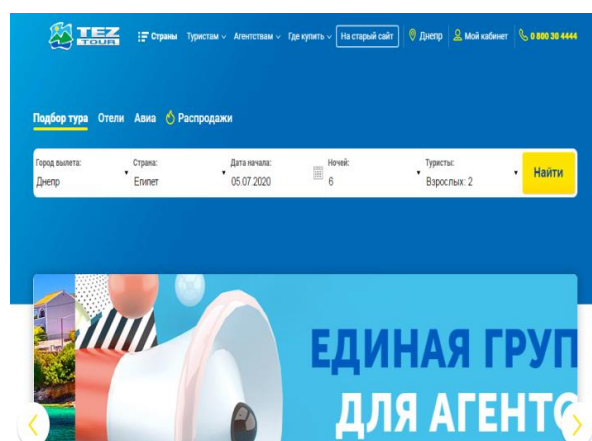 TEZ TOUR
Страны Туристам Агентствам Где купить На старый сайт Днепр Мой кабинет 0 800 30 4444
Подбор тура Отели Авиа Распродажи
Город вылета: Страна: Дата начала: Ночей: Туристы:
Днепр Египет 05.07.2020 6 Взрослых: 2 Найти
ЕДИНАЯ ГРУП
ДЛЯ АГЕНТС